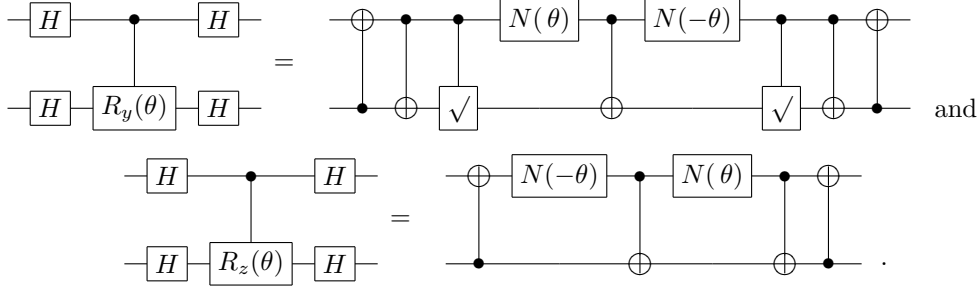 H H N(θ) N(−θ)
=
H R_y(θ) H √ √ and
H H N(−θ) N(θ)
=
H R_z(θ) H .